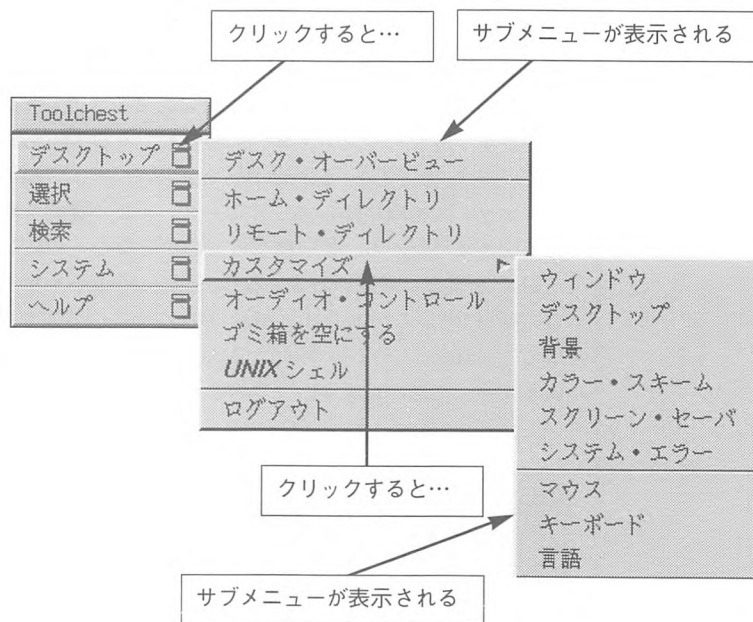 クリックすると…
サブメニューが表示される
Toolchest
デスクトップ
選択
検索
システム
ヘルプ
デスク・オーバービュー
ホーム・ディレクトリ
リモート・ディレクトリ
カスタマイズ
オーディオ・コントロール
ゴミ箱を空にする
UNIXシェル
ログアウト
ウィンドウ
デスクトップ
背景
カラー・スキーム
スクリーン・セーバ
システム・エラー
マウス
キーボード
言語
クリックすると…
サブメニューが表示される